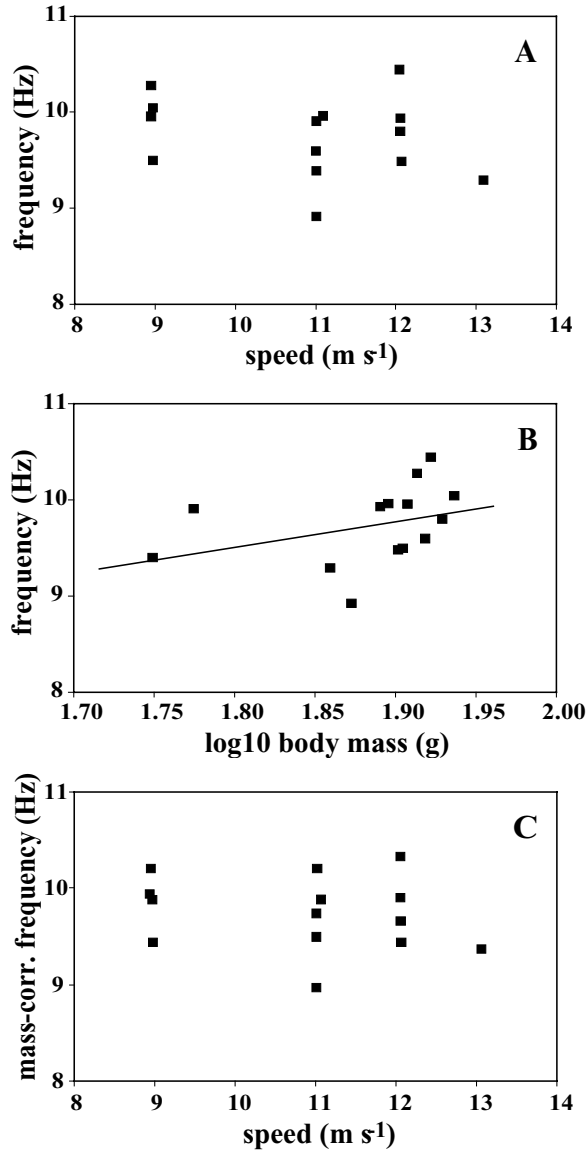 11
A
10
frequency (Hz)
9
8
8 9 10 11 12 13 14
speed (m s-1)
11
B
10
frequency (Hz)
9
8
1.70 1.75 1.80 1.85 1.90 1.95 2.00
log10 body mass (g)
11
C
10
mass-corr. frequency (Hz)
9
8
8 9 10 11 12 13 14
speed (m s-1)